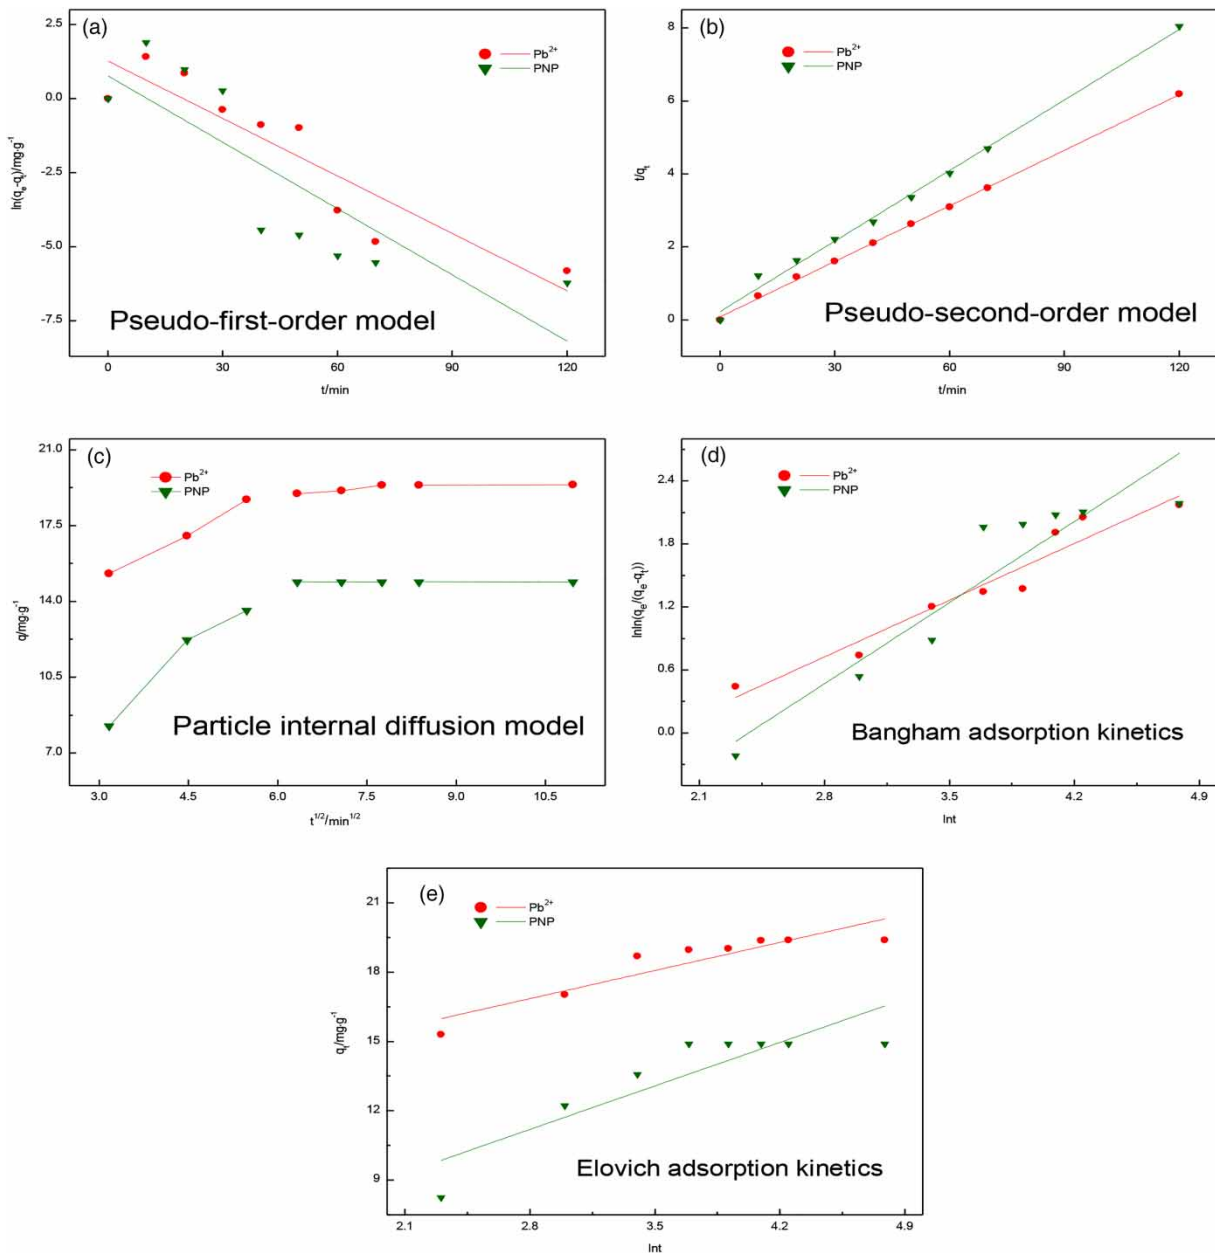 (a)
2.5
0.0
-2.5
-5.0
-7.5
ln(qₑ-qₜ)/mg·g⁻¹
Pb²⁺
PNP
Pseudo-first-order model
0 30 60 90 120
t/min
(b)
8
6
4
2
0
t/qₜ
Pb²⁺
PNP
Pseudo-second-order model
0 30 60 90 120
t/min
(c)
21.0
17.5
14.0
10.5
7.0
q/mg·g⁻¹
Pb²⁺
PNP
Particle internal diffusion model
3.0 4.5 6.0 7.5 9.0 10.5
t¹ᐟ²/min¹ᐟ²
(d)
2.4
1.8
1.2
0.6
0.0
lnln(qₑ/(qₑ-qₜ))
Pb²⁺
PNP
Bangham adsorption kinetics
2.1 2.8 3.5 4.2 4.9
lnt
(e)
21
18
15
12
9
qₜ/mg·g⁻¹
Pb²⁺
PNP
Elovich adsorption kinetics
2.1 2.8 3.5 4.2 4.9
lnt